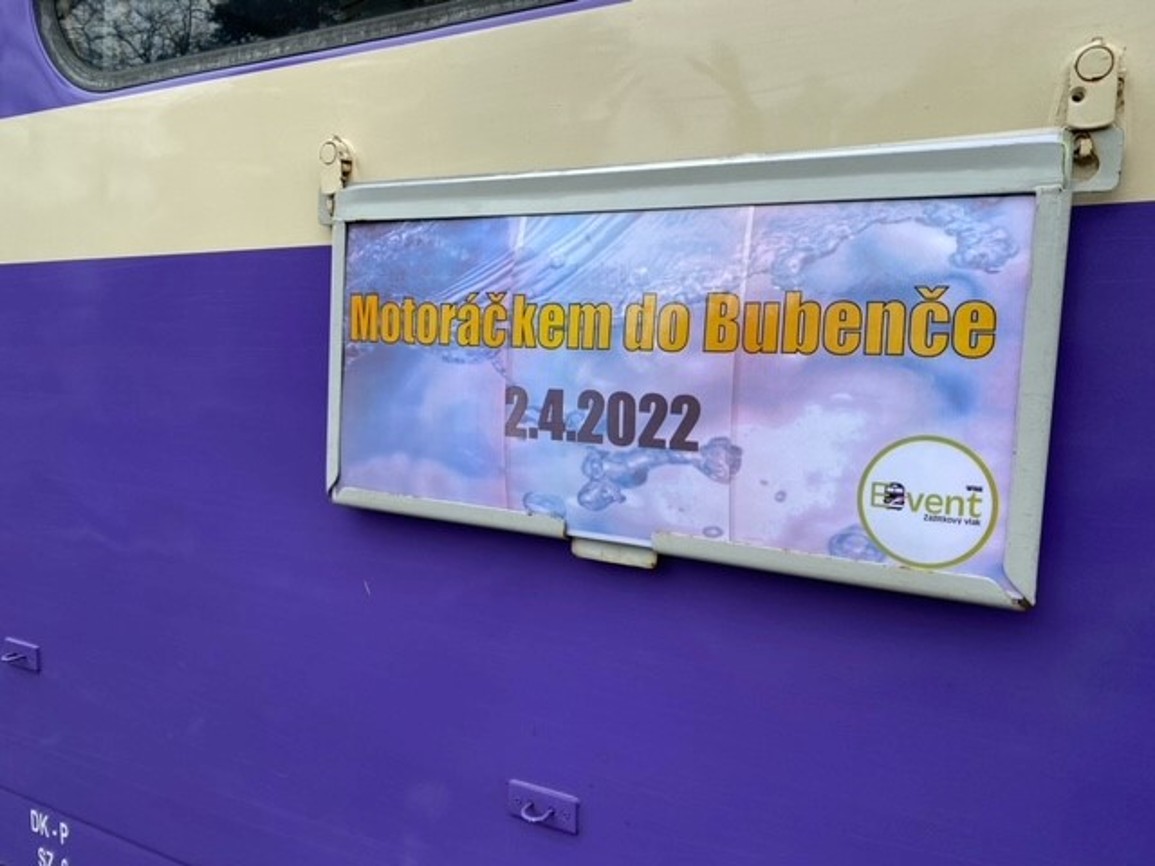 Motoráčkem do Bubenče
2.4.2022
Event
Zážitkový vlak
DK - P